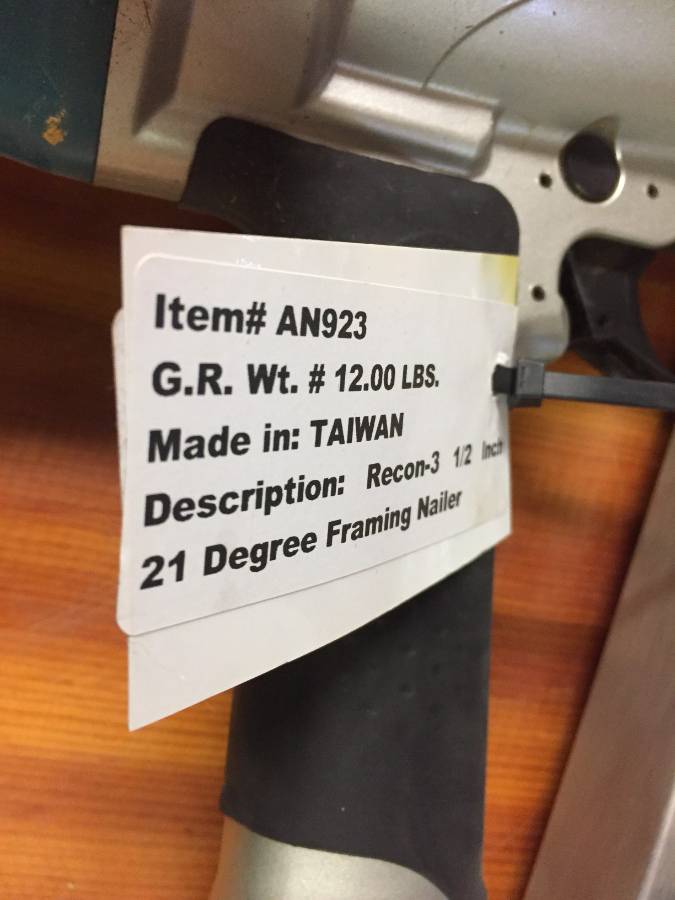 Item# AN923
G.R. Wt. # 12.00 LBS.
Made in: TAIWAN
Description: Recon-3 1/2 Inch
21 Degree Framing Nailer